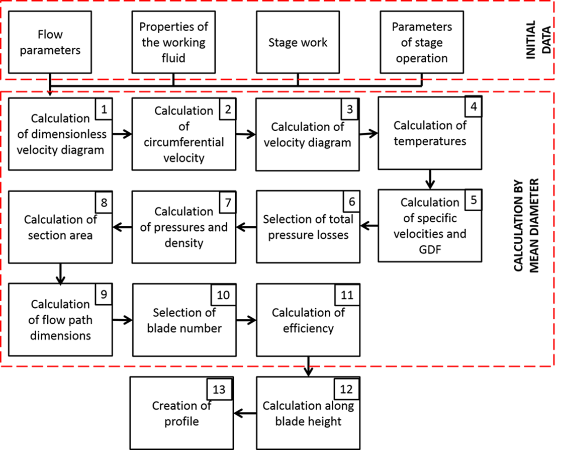 Flow
parameters
Properties of
the working
fluid
Stage work
Parameters
of stage
operation
INITIAL
DATA
1
Calculation
of dimensionless
velocity diagram
2
Calculation
of
circumferential
velocity
3
Calculation of
velocity diagram
4
Calculation
of temperatures
5
Calculation
of specific
velocities and
GDF
6
Selection of total
pressure losses
7
Calculation
of pressures and
density
8
Calculation of
section area
9
Calculation
of flow path
dimensions
10
Selection of
blade number
11
Calculation of
efficiency
CALCULATION BY
MEAN DIAMETER
12
Calculation along
blade height
13
Creation of
profile